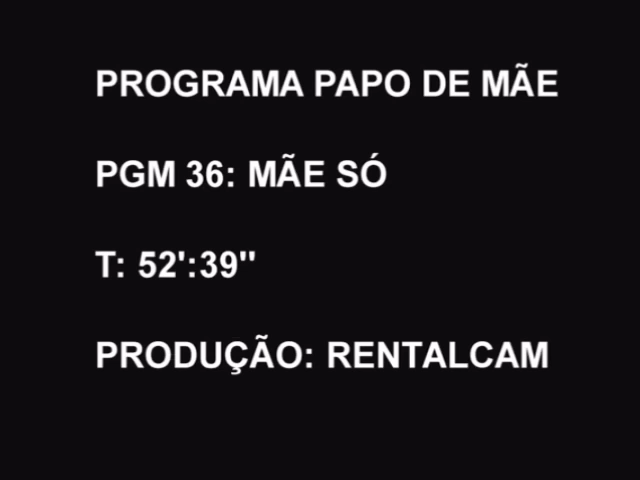 PROGRAMA PAPO DE MÃE
PGM 36: MÃE SÓ
T: 52':39''
PRODUÇÃO: RENTALCAM